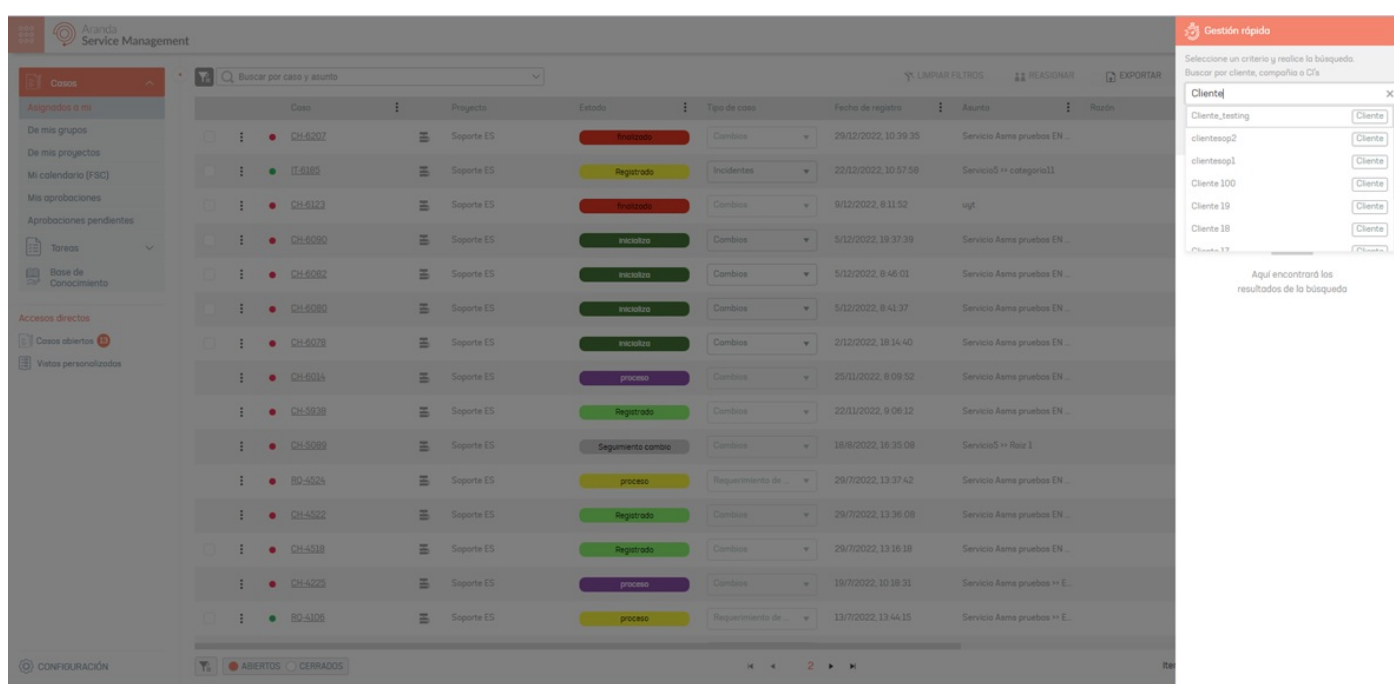 Aranda
Service Management
Gestión rápida
Seleccione un criterio y realice la búsqueda.
Buscar por cliente, compañía o CI's
Cliente
Cliente_testing Cliente
clientesop2 Cliente
clientesop1 Cliente
Cliente 100 Cliente
Cliente 19 Cliente
Cliente 18 Cliente
Cliente 17 Cliente
Aquí encontrará los
resultados de la búsqueda
Casos
Asignados a mi
De mis grupos
De mis proyectos
Mi calendario (FSC)
Mis aprobaciones
Aprobaciones pendientes
Tareas
Base de
Conocimiento
Accesos directos
Casos abiertos 13
Vistas personalizadas
CONFIGURACIÓN
Buscar por caso y asunto LIMPIAR FILTROS REASIGNAR EXPORTAR
Caso Proyecto Estado Tipo de caso Fecha de registro Asunto Razón
CH-6207 Soporte ES finalizado Cambios 29/12/2022, 10:39:35 Servicio Asms pruebas EN ...
IT-6185 Soporte ES Registrado Incidentes 22/12/2022, 10:57:58 Servicio5 ›› categoria11
CH-6123 Soporte ES finalizado Cambios 9/12/2022, 8:11:52 uyt
CH-6090 Soporte ES inicializa Cambios 5/12/2022, 19:37:39 Servicio Asms pruebas EN ...
CH-6082 Soporte ES inicializa Cambios 5/12/2022, 8:46:01 Servicio Asms pruebas EN ...
CH-6080 Soporte ES inicializa Cambios 5/12/2022, 8:41:37 Servicio Asms pruebas EN ...
CH-6078 Soporte ES inicializa Cambios 2/12/2022, 18:14:40 Servicio Asms pruebas EN ...
CH-6014 Soporte ES proceso Cambios 25/11/2022, 8:09:52 Servicio Asms pruebas EN ...
CH-5938 Soporte ES Registrado Cambios 22/11/2022, 9:06:12 Servicio Asms pruebas EN ...
CH-5089 Soporte ES Seguimiento cambio Cambios 18/8/2022, 16:35:08 Servicio5 ›› Raiz 1
RQ-4524 Soporte ES proceso Requerimiento de ... 29/7/2022, 13:37:42 Servicio Asms pruebas EN ...
CH-4522 Soporte ES Registrado Cambios 29/7/2022, 13:36:08 Servicio Asms pruebas EN ...
CH-4518 Soporte ES Registrado Cambios 29/7/2022, 13:16:18 Servicio Asms pruebas EN ...
CH-4225 Soporte ES proceso Cambios 19/7/2022, 10:18:31 Servicio Asms pruebas ›› E...
RQ-4106 Soporte ES proceso Requerimiento de ... 13/7/2022, 13:44:15 Servicio Asms pruebas ›› E...
ABIERTOS CERRADOS 2